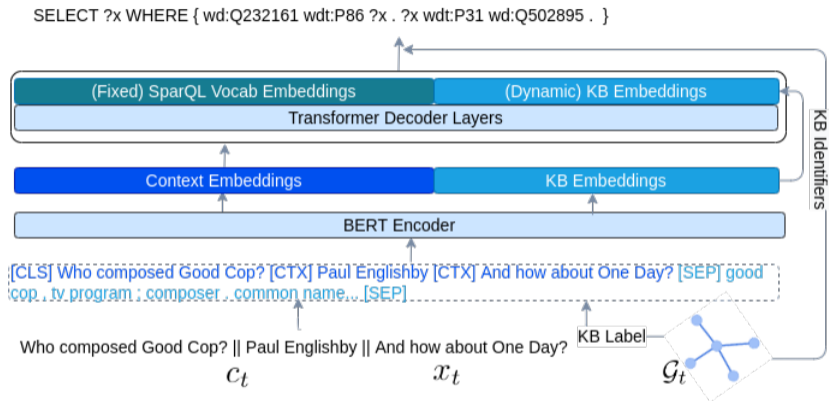 SELECT ?x WHERE { wd:Q232161 wdt:P86 ?x . ?x wdt:P31 wd:Q502895 . }
(Fixed) SparQL Vocab Embeddings
(Dynamic) KB Embeddings
Transformer Decoder Layers
KB Identifiers
Context Embeddings
KB Embeddings
BERT Encoder
[CLS] Who composed Good Cop? [CTX] Paul Englishby [CTX] And how about One Day? [SEP] good
cop , tv program : composer . common name... [SEP]
KB Label
Who composed Good Cop? || Paul Englishby || And how about One Day?
c_t
x_t
𝒢_t